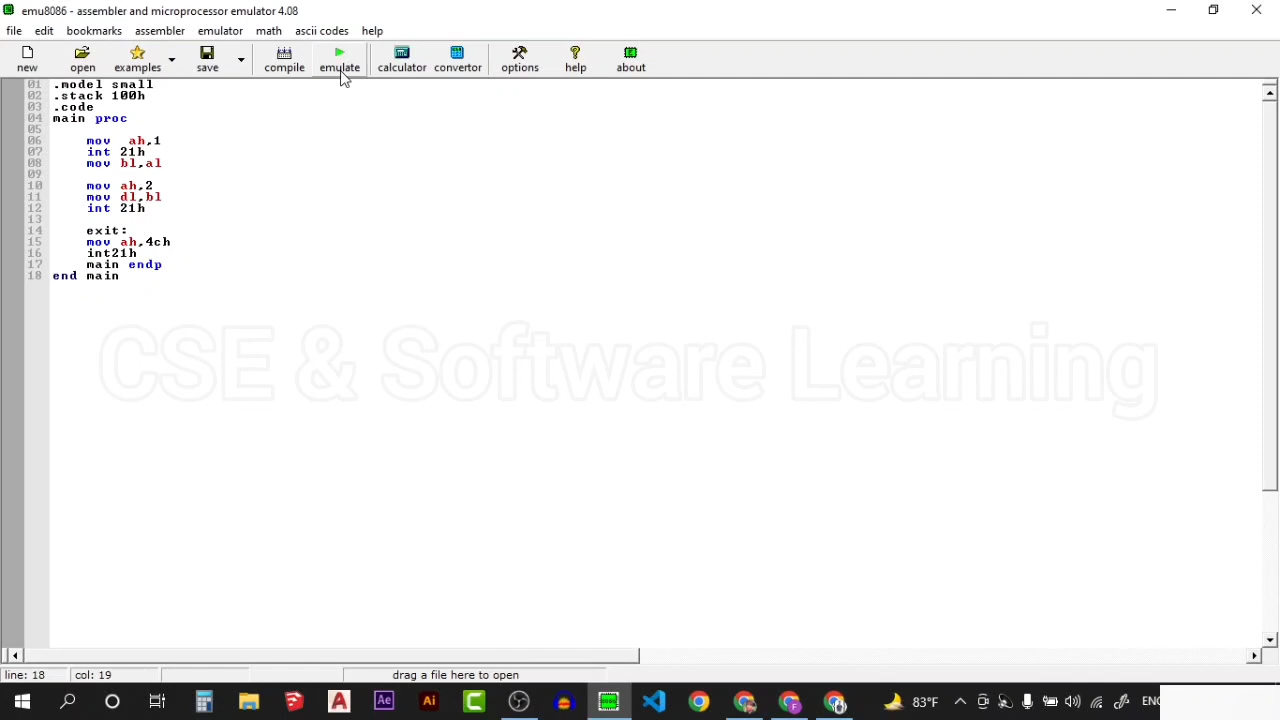 emu8086 - assembler and microprocessor emulator 4.08
file edit bookmarks assembler emulator math ascii codes help
new open examples save compile emulate calculator convertor options help about
01 .model small
02 .stack 100h
03 .code
04 main proc
05
06 mov  ah,1
07 int 21h
08 mov bl,al
09
10 mov ah,2
11 mov dl,bl
12 int 21h
13
14 exit:
15 mov ah,4ch
16 int21h
17 main endp
18 end main
CSE & Software Learning
line: 18 col: 19 drag a file here to open
Ae Ai C F 83°F ENG